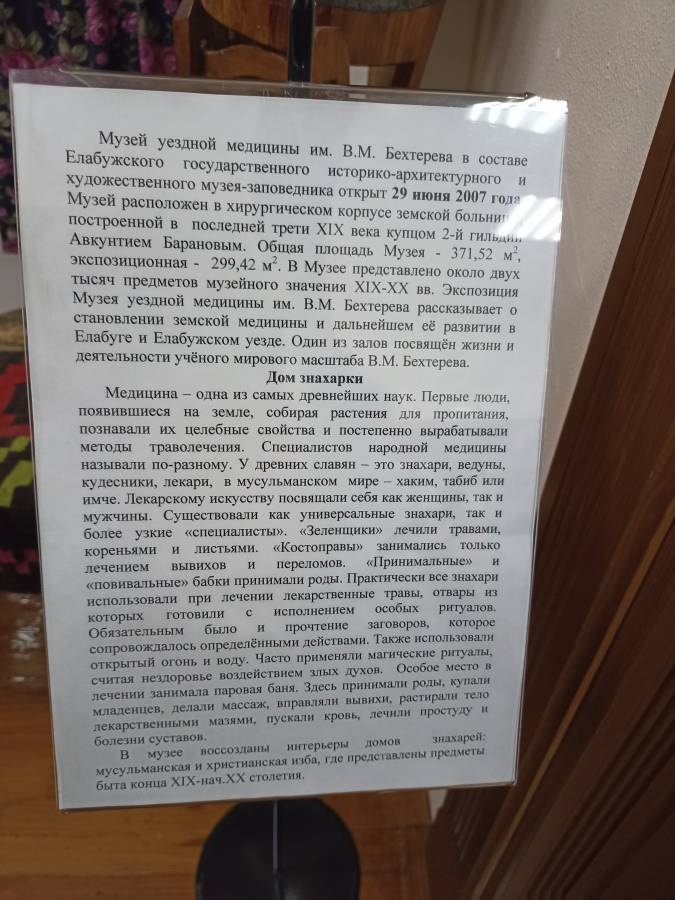 Музей уездной медицины им. В.М. Бехтерева в составе
Елабужского государственного историко-архитектурного и
художественного музея-заповедника открыт 29 июня 2007 года
Музей расположен в хирургическом корпусе земской больницы,
построенной в последней трети XIX века купцом 2-й гильдии
Авкунтием Барановым. Общая площадь Музея - 371,52 м²,
экспозиционная - 299,42 м². В Музее представлено около двух
тысяч предметов музейного значения XIX-XX вв. Экспозиция
Музея уездной медицины им. В.М. Бехтерева рассказывает о
становлении земской медицины и дальнейшем её развитии в
Елабуге и Елабужском уезде. Один из залов посвящён жизни и
деятельности учёного мирового масштаба В.М. Бехтерева.
Дом знахарки
Медицина – одна из самых древнейших наук. Первые люди,
появившиеся на земле, собирая растения для пропитания,
познавали их целебные свойства и постепенно вырабатывали
методы траволечения. Специалистов народной медицины
называли по-разному. У древних славян – это знахари, ведуны,
кудесники, лекари, в мусульманском мире – хаким, табиб или
имче. Лекарскому искусству посвящали себя как женщины, так и
мужчины. Существовали как универсальные знахари, так и
более узкие «специалисты». «Зеленщики» лечили травами,
кореньями и листьями. «Костоправы» занимались только
лечением вывихов и переломов. «Принимальные» и
«повивальные» бабки принимали роды. Практически все знахари
использовали при лечении лекарственные травы, отвары из
которых готовили с исполнением особых ритуалов.
Обязательным было и прочтение заговоров, которое
сопровождалось определёнными действами. Также использовали
открытый огонь и воду. Часто применяли магические ритуалы,
считая нездоровье воздействием злых духов. Особое место в
лечении занимала паровая баня. Здесь принимали роды, купали
младенцев, делали массаж, вправляли вывихи, растирали тело
лекарственными мазями, пускали кровь, лечили простуду и
болезни суставов.
В музее воссозданы интерьеры домов знахарей:
мусульманская и христианская изба, где представлены предметы
быта конца XIX-нач.XX столетия.